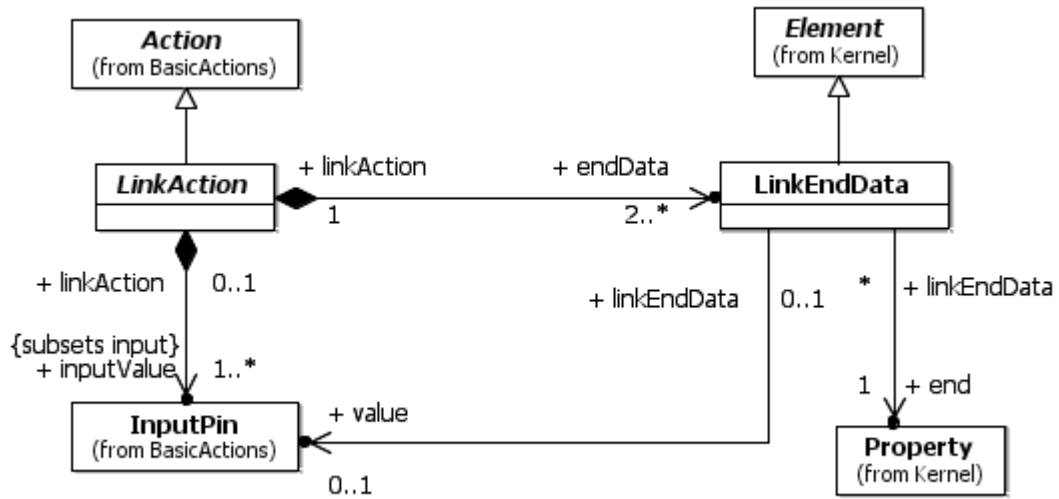 Action
(from BasicActions)
Element
(from Kernel)
LinkAction
+ linkAction
+ endData
LinkEndData
1
2..*
+ linkAction
0..1
+ linkEndData
0..1
*
+ linkEndData
{subsets input}
+ inputValue
1..*
InputPin
(from BasicActions)
+ value
0..1
1
+ end
Property
(from Kernel)